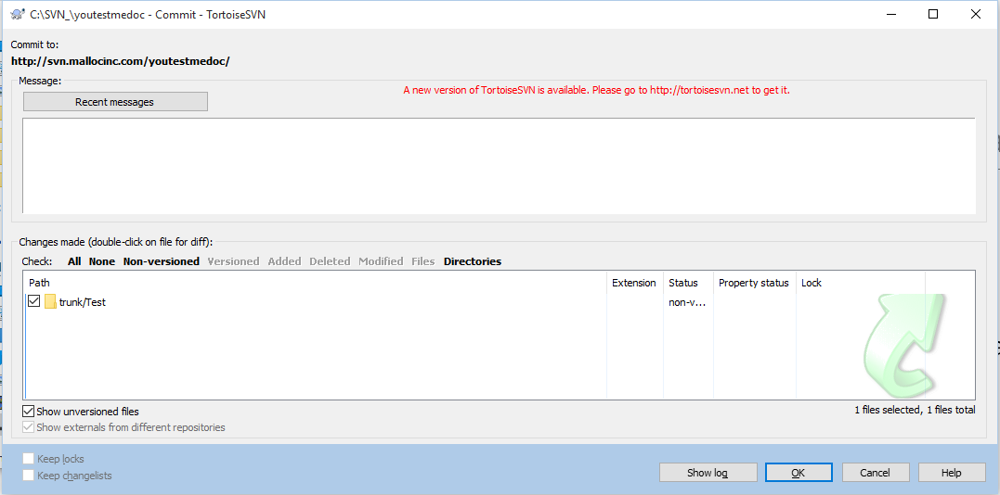 C:\SVN_\youtestmedoc - Commit - TortoiseSVN
Commit to:
http://svn.mallocinc.com/youtestmedoc/
Message:
Recent messages
A new version of TortoiseSVN is available. Please go to http://tortoisesvn.net to get it.
Changes made (double-click on file for diff):
Check: All None Non-versioned Versioned Added Deleted Modified Files Directories
Path Extension Status Property status Lock
trunk/Test non-v...
Show unversioned files
1 files selected, 1 files total
Show externals from different repositories
Keep locks
Keep changelists
Show log OK Cancel Help